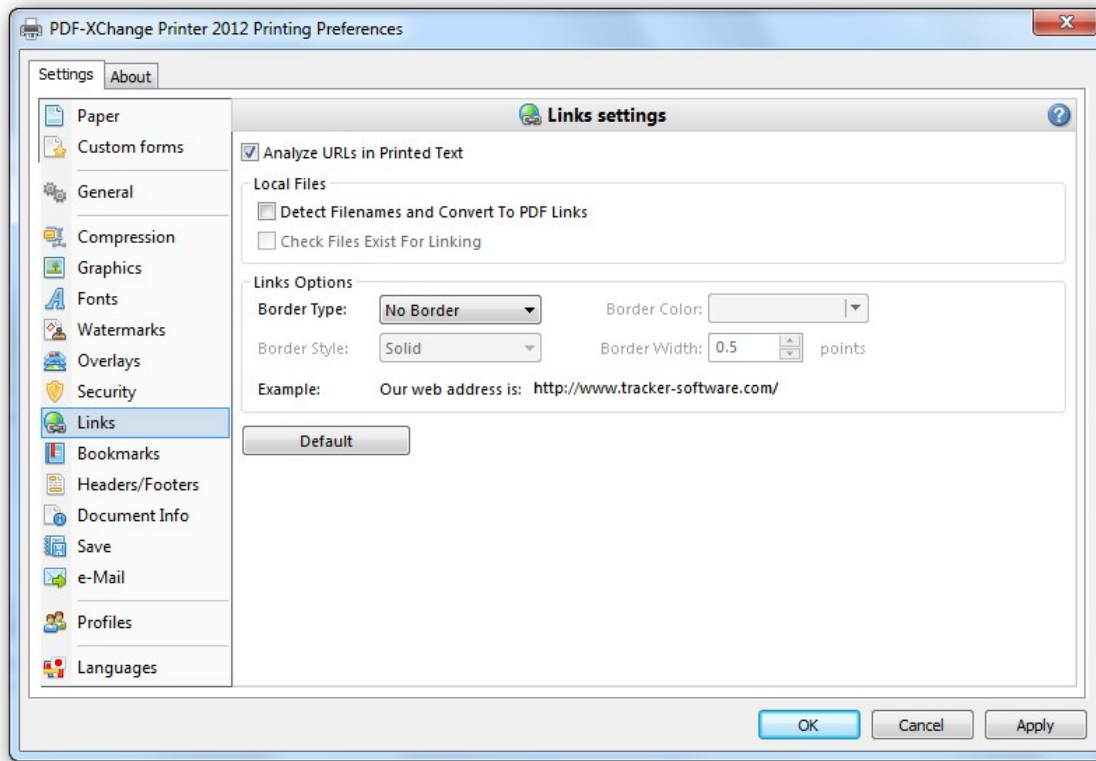 PDF-XChange Printer 2012 Printing Preferences
Settings
About
Paper
Custom forms
General
Compression
Graphics
Fonts
Watermarks
Overlays
Security
Links
Bookmarks
Headers/Footers
Document Info
Save
e-Mail
Profiles
Languages
Links settings
Analyze URLs in Printed Text
Local Files
Detect Filenames and Convert To PDF Links
Check Files Exist For Linking
Links Options
Border Type: No Border Border Color:
Border Style: Solid Border Width: 0.5 points
Example: Our web address is: http://www.tracker-software.com/
Default
OK Cancel Apply